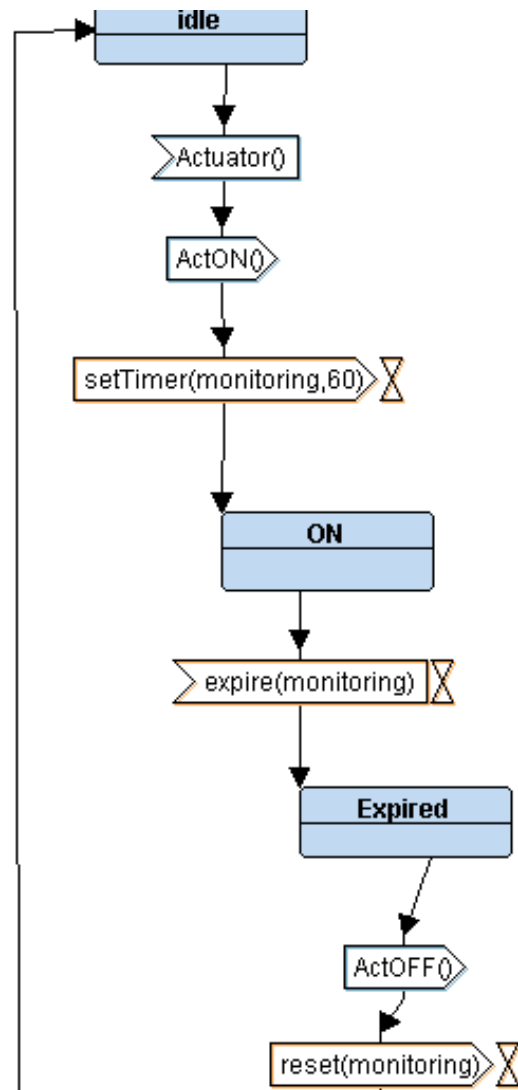 idle
Actuator()
ActON()
setTimer(monitoring,60)
ON
expire(monitoring)
Expired
ActOFF()
reset(monitoring)